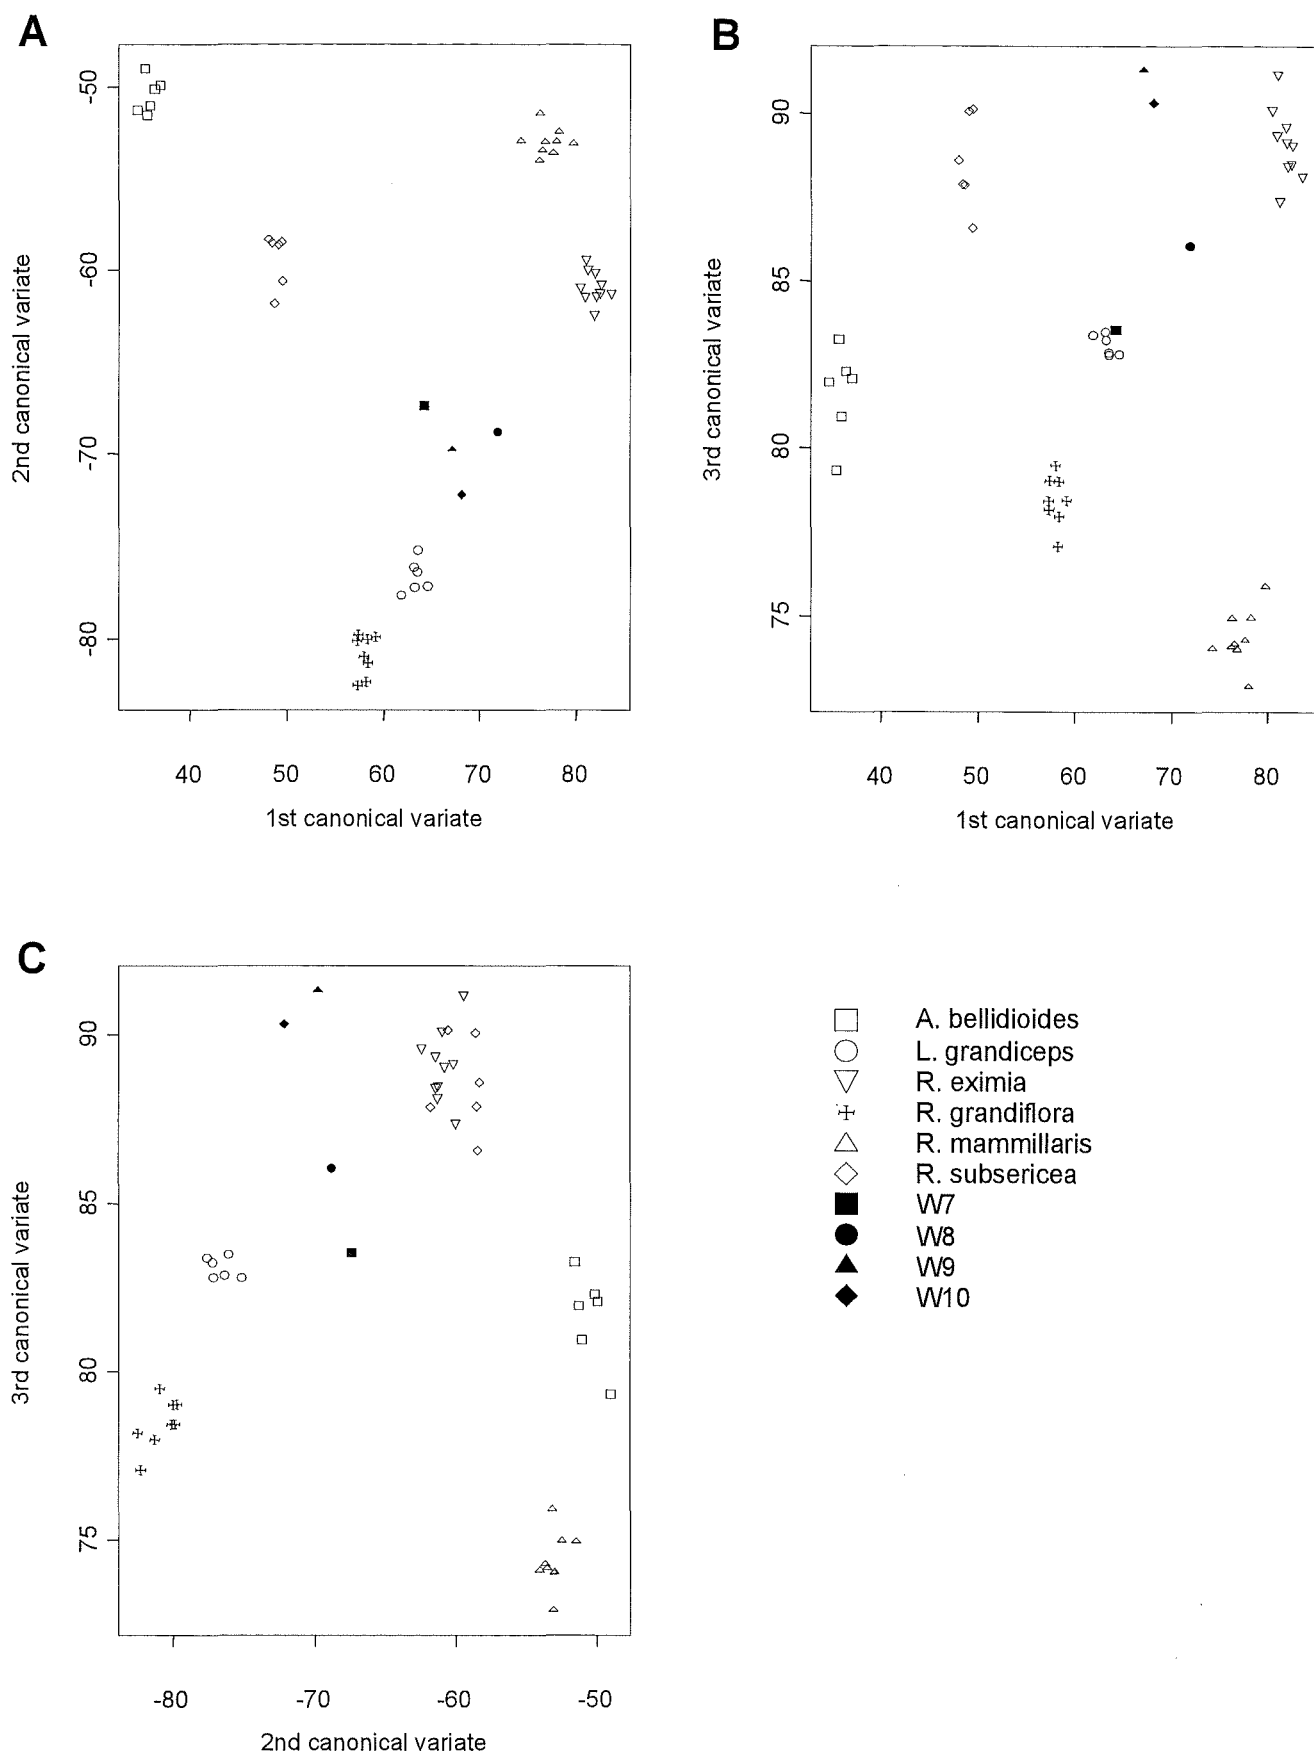 A
-50
-60
-70
-80
2nd canonical variate
40 50 60 70 80
1st canonical variate
B
90
85
80
75
3rd canonical variate
40 50 60 70 80
1st canonical variate
C
90
85
80
75
3rd canonical variate
-80 -70 -60 -50
2nd canonical variate
A. bellidioides
L. grandiceps
R. eximia
R. grandiflora
R. mammillaris
R. subsericea
W7
W8
W9
W10